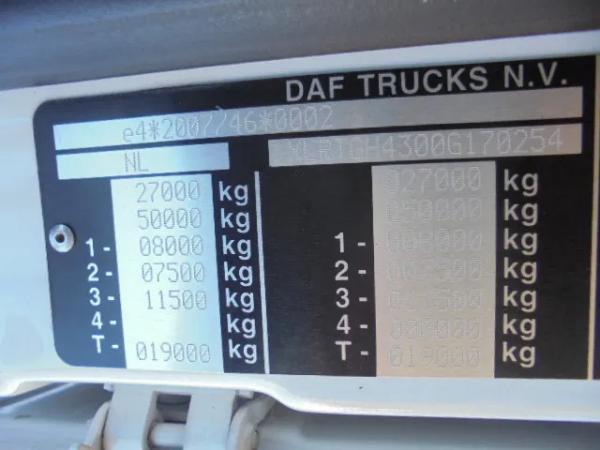 DAF TRUCKS N.V.
e4*2007/46*0002
NL XLRTGH4300G170254
27000 kg 027000 kg
50000 kg 050000 kg
1- 08000 kg 1- kg
2- 07500 kg 2- kg
3- 11500 kg 3- kg
4- kg 4- kg
T- 019000 kg T- 019000 kg